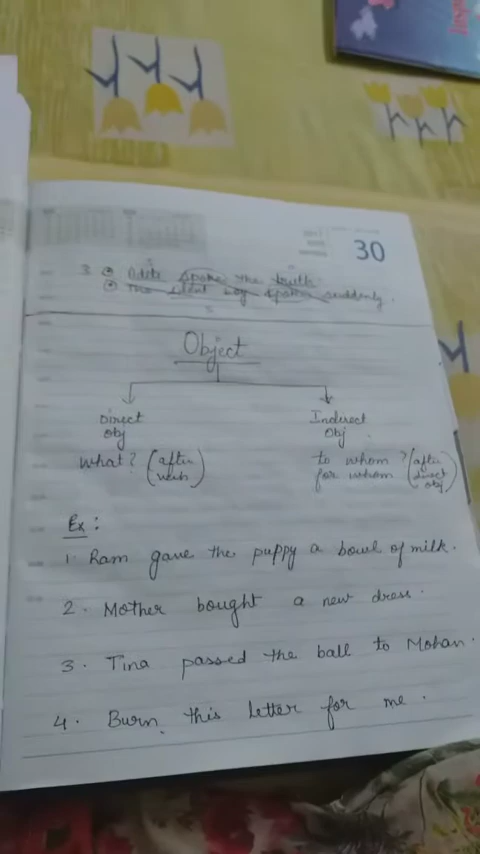 30
3. Aditi spoke the truth.
The silent boy spoke suddenly.
Object
Direct
Obj
What? (after
verb)
Indirect
Obj
to whom ? (after
for whom direct
obj)
Ex :
1. Ram gave the puppy a bowl of milk.
2. Mother bought a new dress.
3. Tina passed the ball to Mohan.
4. Burn this letter for me.